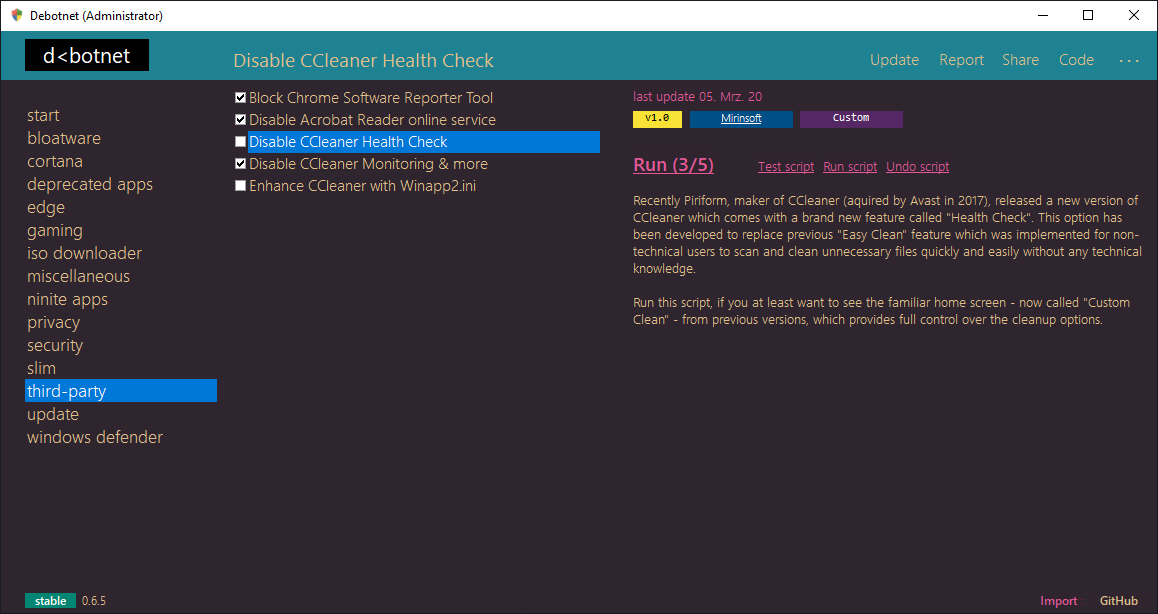 Debotnet (Administrator)
d<botnet
Disable CCleaner Health Check
Update
Report
Share
Code
...
start
bloatware
cortana
deprecated apps
edge
gaming
iso downloader
miscellaneous
ninite apps
privacy
security
slim
third-party
update
windows defender
Block Chrome Software Reporter Tool
Disable Acrobat Reader online service
Disable CCleaner Health Check
Disable CCleaner Monitoring & more
Enhance CCleaner with Winapp2.ini
last update 05. Mrz. 20
v1.0
Mirinsoft
Custom
Run (3/5)
Test script
Run script
Undo script
Recently Piriform, maker of CCleaner (aquired by Avast in 2017), released a new version of
CCleaner which comes with a brand new feature called "Health Check". This option has
been developed to replace previous "Easy Clean" feature which was implemented for non-
technical users to scan and clean unnecessary files quickly and easily without any technical
knowledge.
Run this script, if you at least want to see the familiar home screen - now called "Custom
Clean" - from previous versions, which provides full control over the cleanup options.
stable
0.6.5
Import
GitHub